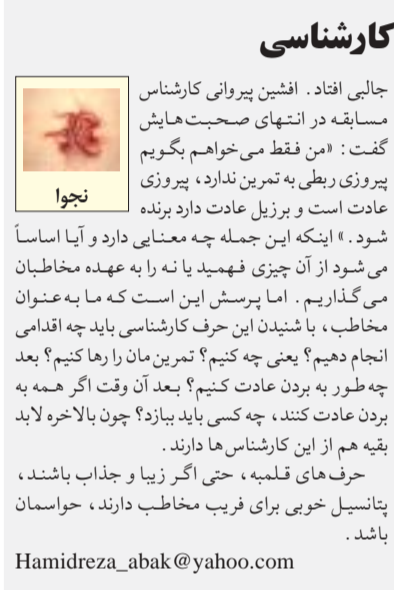 کارشناسی
جالبی افتاد. افشین پیروانی کارشناس
مسابقه در انتهای صحبت‌هایش
گفت: «من فقط می‌خواهم بگویم
پیروزی ربطی به تمرین ندارد، پیروزی
عادت است و برزیل عادت دارد برنده
شود.» اینکه این جمله چه معنایی دارد و آیا اساساً
می‌شود از آن چیزی فهمید یا نه را به عهده مخاطبان
می‌گذاریم. اما پرسش این است که ما به عنوان
مخاطب، با شنیدن این حرف کارشناسی باید چه اقدامی
انجام دهیم؟ یعنی چه کنیم؟ تمرین‌مان را رها کنیم؟ بعد
چه‌طور به بردن عادت کنیم؟ بعد آن وقت اگر همه به
بردن عادت کنند، چه کسی باید ببازد؟ چون بالاخره لابد
بقیه هم از این کارشناس‌ها دارند.
حرف‌های قلمبه، حتی اگر زیبا و جذاب باشند،
پتانسیل خوبی برای فریب مخاطب دارند، حواسمان
باشد.
Hamidreza_abak@yahoo.com
نجوا